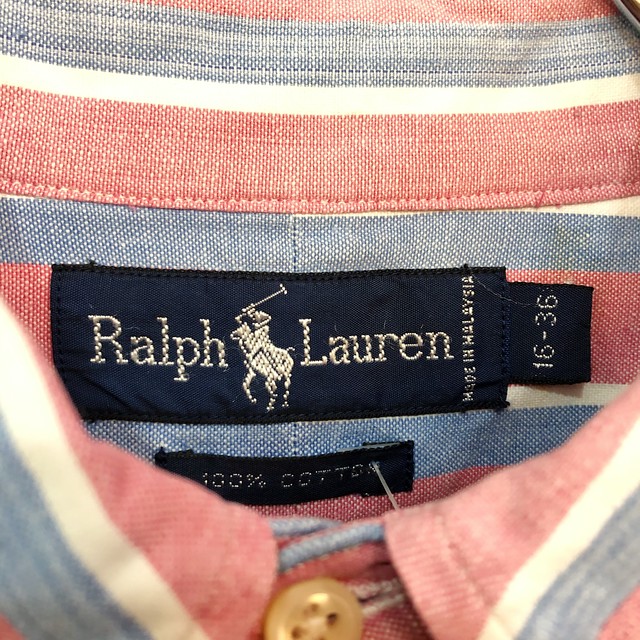 Ralph Lauren
MADE IN MALAYSIA
16-36
100% COTTON